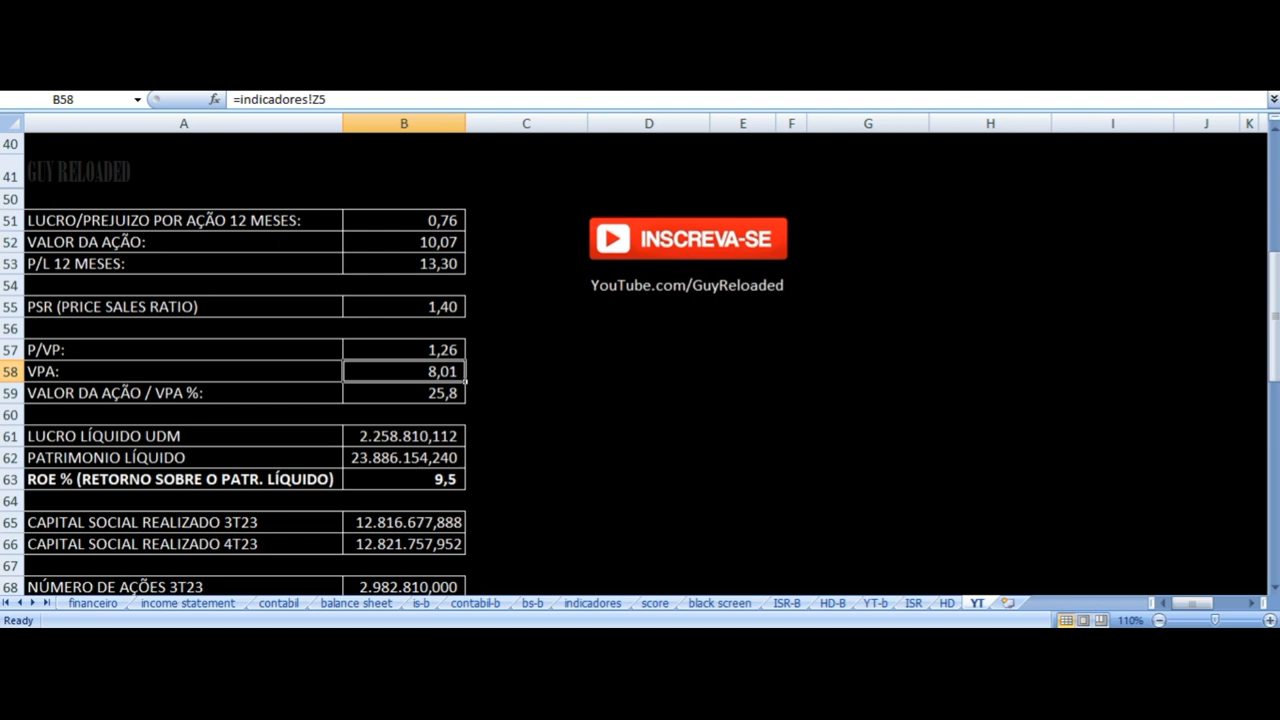 B58 fx =indicadores!Z5
A B C D E F G H I J K
40
41 GUY RELOADED
50
51 LUCRO/PREJUIZO POR AÇÃO 12 MESES: 0,76
INSCREVA-SE
52 VALOR DA AÇÃO: 10,07
53 P/L 12 MESES: 13,30
54
YouTube.com/GuyReloaded
55 PSR (PRICE SALES RATIO) 1,40
56
57 P/VP: 1,26
58 VPA: 8,01
59 VALOR DA AÇÃO / VPA %: 25,8
60
61 LUCRO LÍQUIDO UDM 2.258.810,112
62 PATRIMONIO LÍQUIDO 23.886.154,240
63 ROE % (RETORNO SOBRE O PATR. LÍQUIDO) 9,5
64
65 CAPITAL SOCIAL REALIZADO 3T23 12.816.677,888
66 CAPITAL SOCIAL REALIZADO 4T23 12.821.757,952
67
68 NÚMERO DE AÇÕES 3T23 2.982.810,000
financeiro income statement contabil balance sheet is-b contabil-b bs-b indicadores score black screen ISR-B HD-B YT-b ISR HD YT
Ready 110%